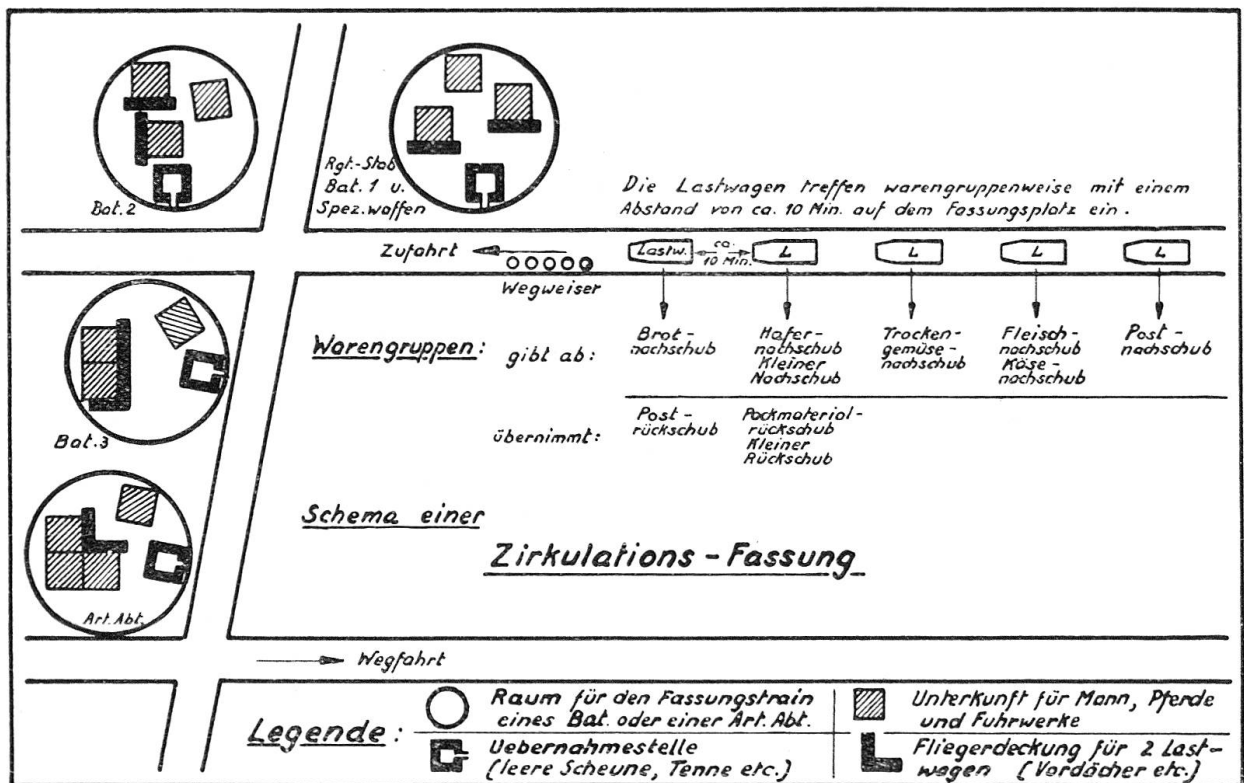 Bat. 2
Rgt.-Stab
Bat. 1 u.
Spez. waffen
Die Lastwagen treffen warengruppenweise mit einem
Abstand von ca. 10 Min. auf dem Fassungsplatz ein.
Zufahrt
Wegweiser
Lastw.
ca.
10 Min.
L
L
L
L
Warengruppen:
gibt ab:
Brot-
nachschub
Hafer-
nachschub
Kleiner
Nachschub
Trocken-
gemüse-
nachschub
Fleisch-
nachschub
Käse-
nachschub
Post-
nachschub
übernimmt:
Post-
rückschub
Packmaterial-
rückschub
Kleiner
Rückschub
Bat. 3
Art. Abt.
Schema einer
Zirkulations-Fassung
Wegfahrt
Legende:
Raum für den Fassungstrain
eines Bat. oder einer Art. Abt.
Uebernahmestelle
(leere Scheune, Tenne etc.)
Unterkunft für Mann, Pferde
und Fuhrwerke
Fliegerdeckung für 2 Last-
wagen (Vordächer etc.)